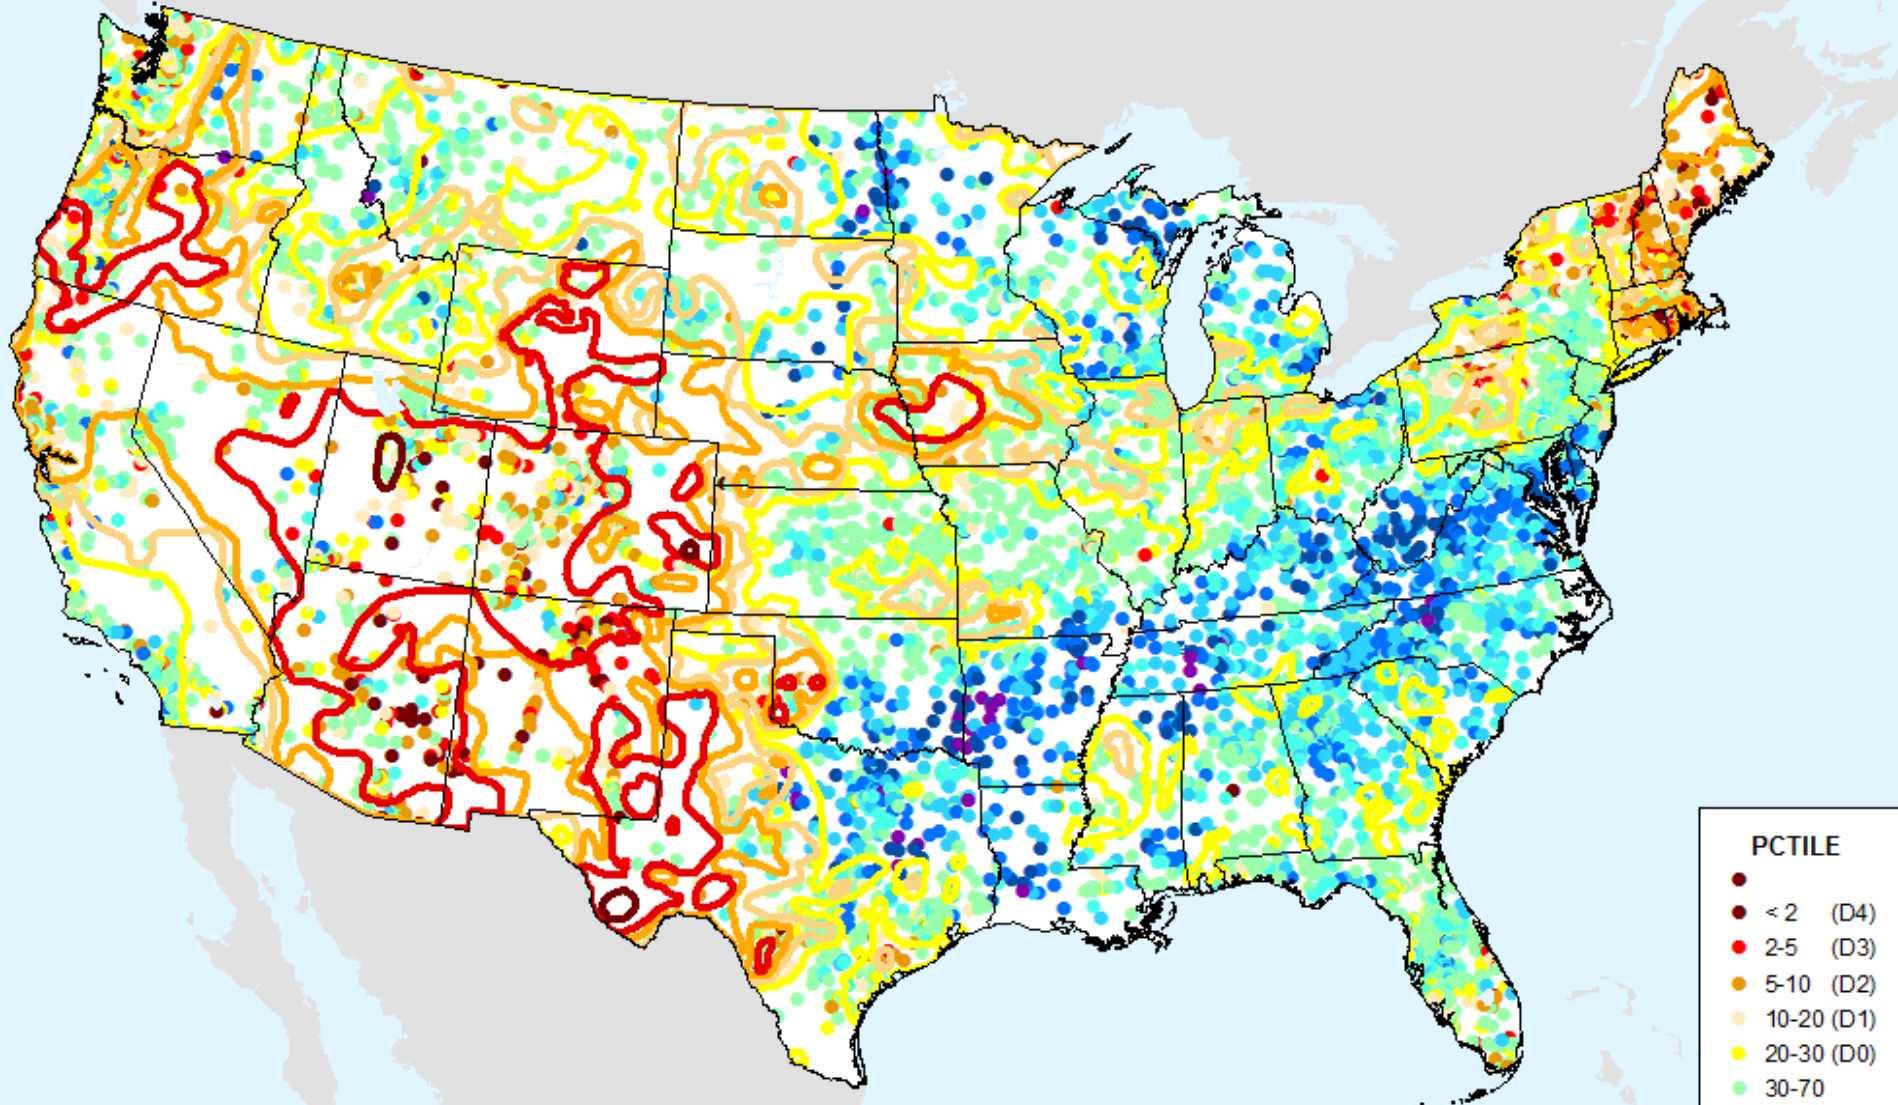 PCTILE
< 2 (D4)
2-5 (D3)
5-10 (D2)
10-20 (D1)
20-30 (D0)
30-70